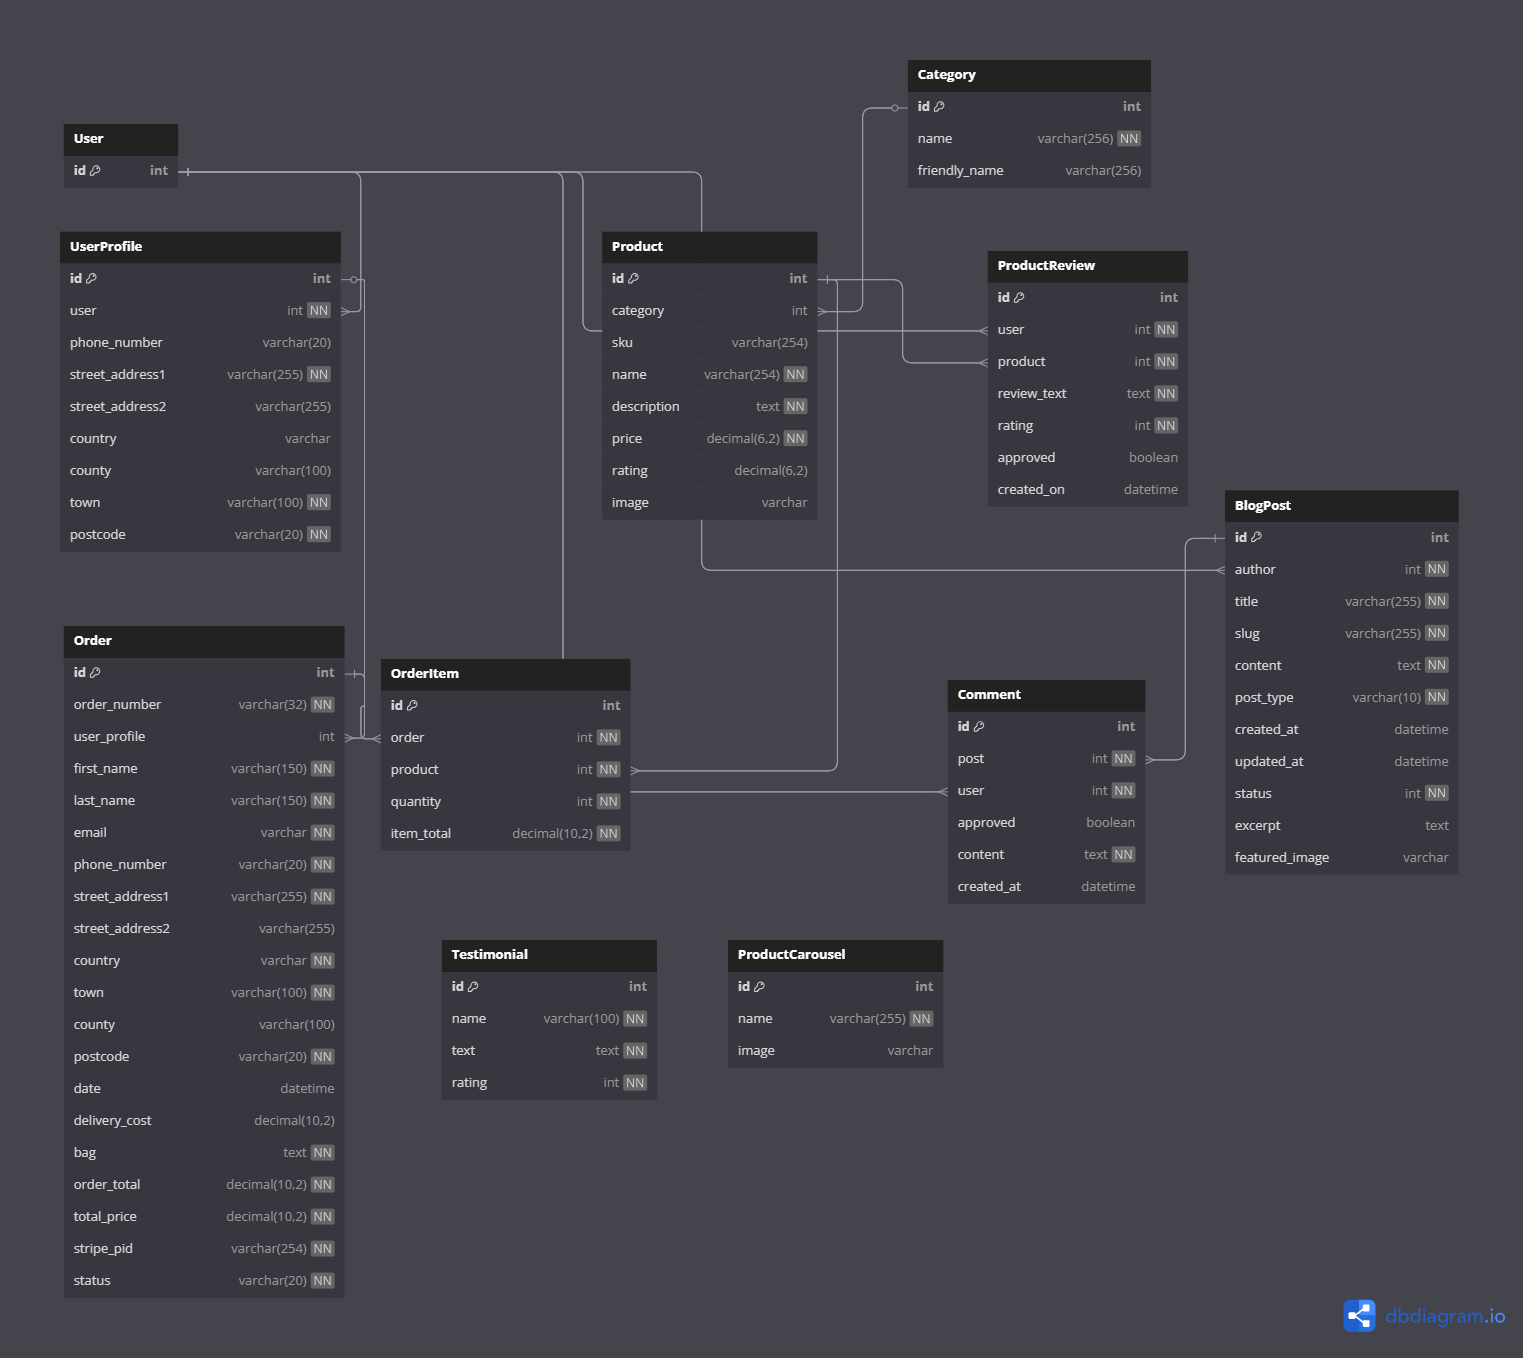 User
id int
UserProfile
id int
user int NN
phone_number varchar(20)
street_address1 varchar(255) NN
street_address2 varchar(255)
country varchar
county varchar(100)
town varchar(100) NN
postcode varchar(20) NN
Order
id int
order_number varchar(32) NN
user_profile int
first_name varchar(150) NN
last_name varchar(150) NN
email varchar NN
phone_number varchar(20) NN
street_address1 varchar(255) NN
street_address2 varchar(255)
country varchar NN
town varchar(100) NN
county varchar(100)
postcode varchar(20) NN
date datetime
delivery_cost decimal(10,2)
bag text NN
order_total decimal(10,2) NN
total_price decimal(10,2) NN
stripe_pid varchar(254) NN
status varchar(20) NN
OrderItem
id int
order int NN
product int NN
quantity int NN
item_total decimal(10,2) NN
Product
id int
category int
sku varchar(254)
name varchar(254) NN
description text NN
price decimal(6,2) NN
rating decimal(6,2)
image varchar
Category
id int
name varchar(256) NN
friendly_name varchar(256)
ProductReview
id int
user int NN
product int NN
review_text text NN
rating int NN
approved boolean
created_on datetime
BlogPost
id int
author int NN
title varchar(255) NN
slug varchar(255) NN
content text NN
post_type varchar(10) NN
created_at datetime
updated_at datetime
status int NN
excerpt text
featured_image varchar
Comment
id int
post int NN
user int NN
approved boolean
content text NN
created_at datetime
Testimonial
id int
name varchar(100) NN
text text NN
rating int NN
ProductCarousel
id int
name varchar(255) NN
image varchar
dbdiagram.io